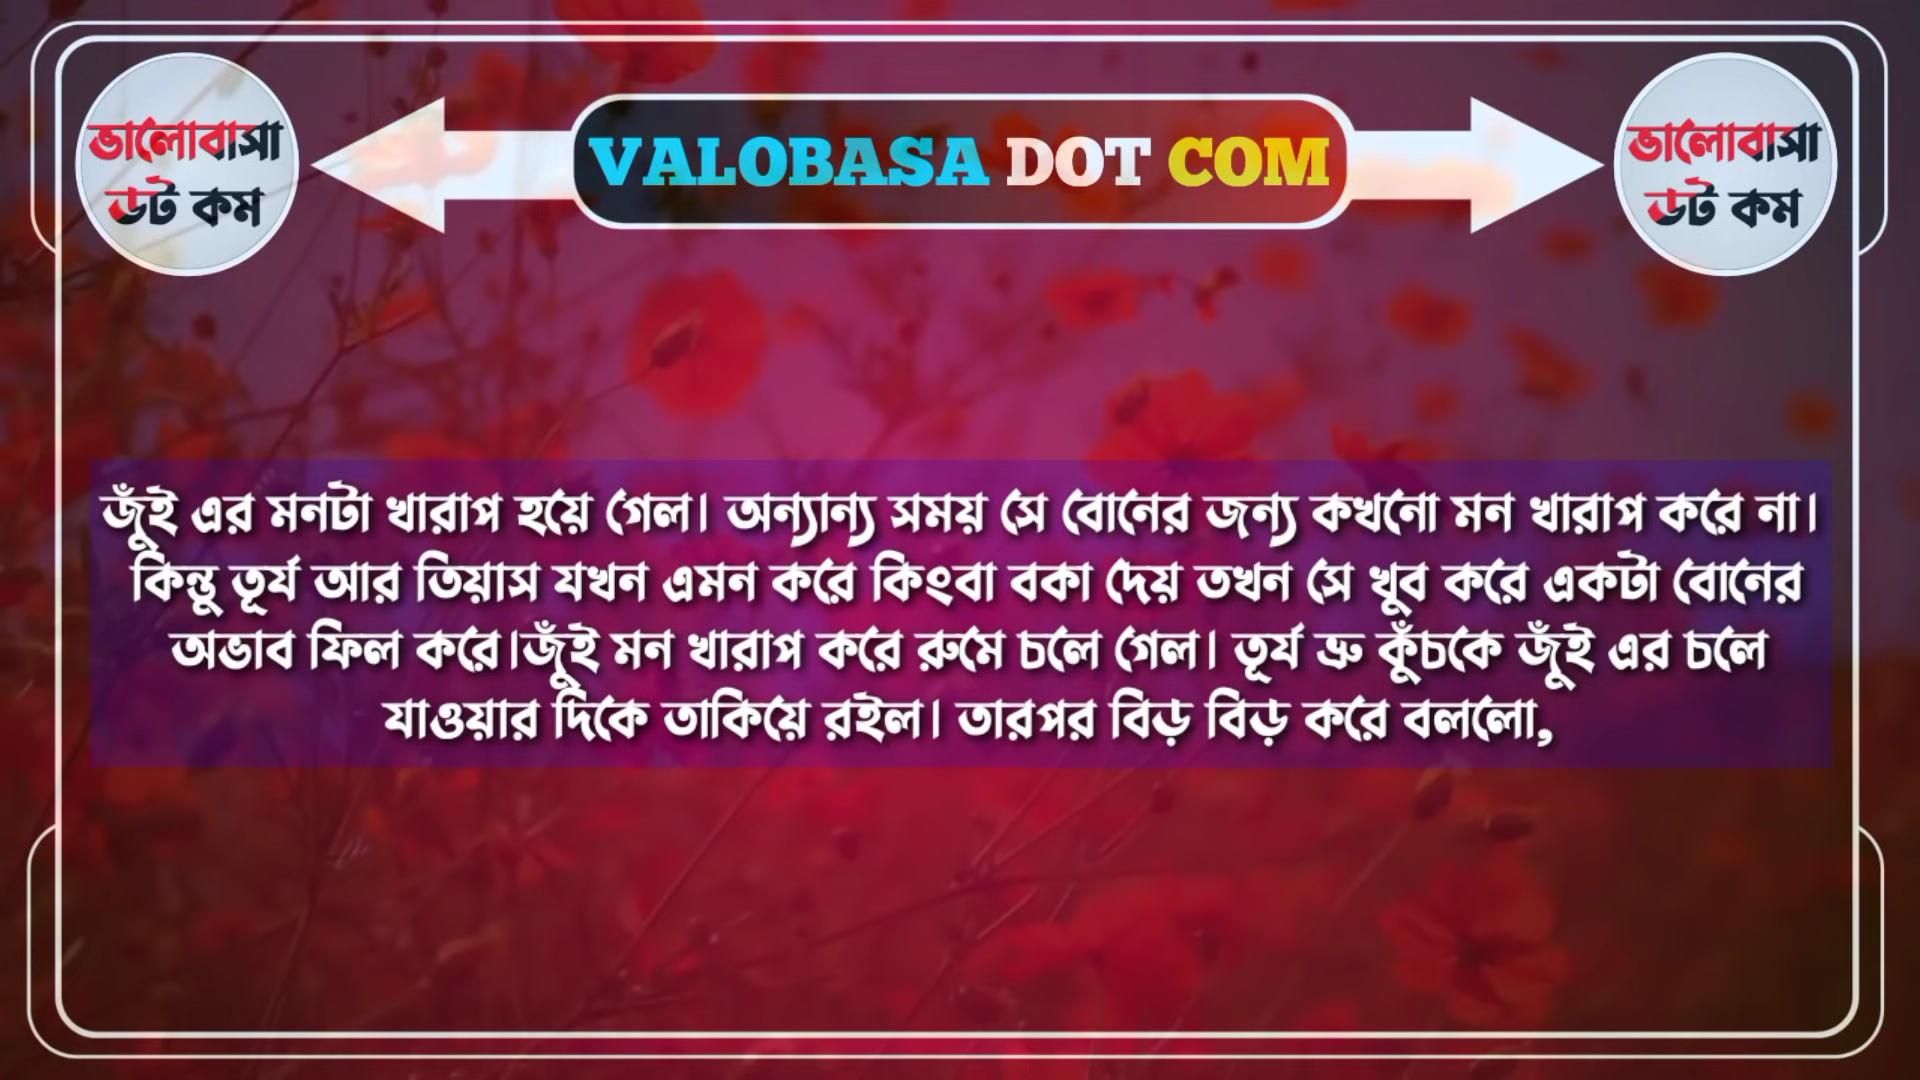 ভালোবাসা
ডট কম
VALOBASA DOT COM
ভালোবাসা
ডট কম
জুঁই এর মনটা খারাপ হয়ে গেল। অন্যান্য সময় সে বোনের জন্য কখনো মন খারাপ করে না।
কিন্তু তূর্য আর তিয়াস যখন এমন করে কিংবা বকা দেয় তখন সে খুব করে একটা বোনের
অভাব ফিল করে।জুঁই মন খারাপ করে রুমে চলে গেল। তূর্য ভ্রু কুঁচকে জুঁই এর চলে
যাওয়ার দিকে তাকিয়ে রইল। তারপর বিড় বিড় করে বললো,